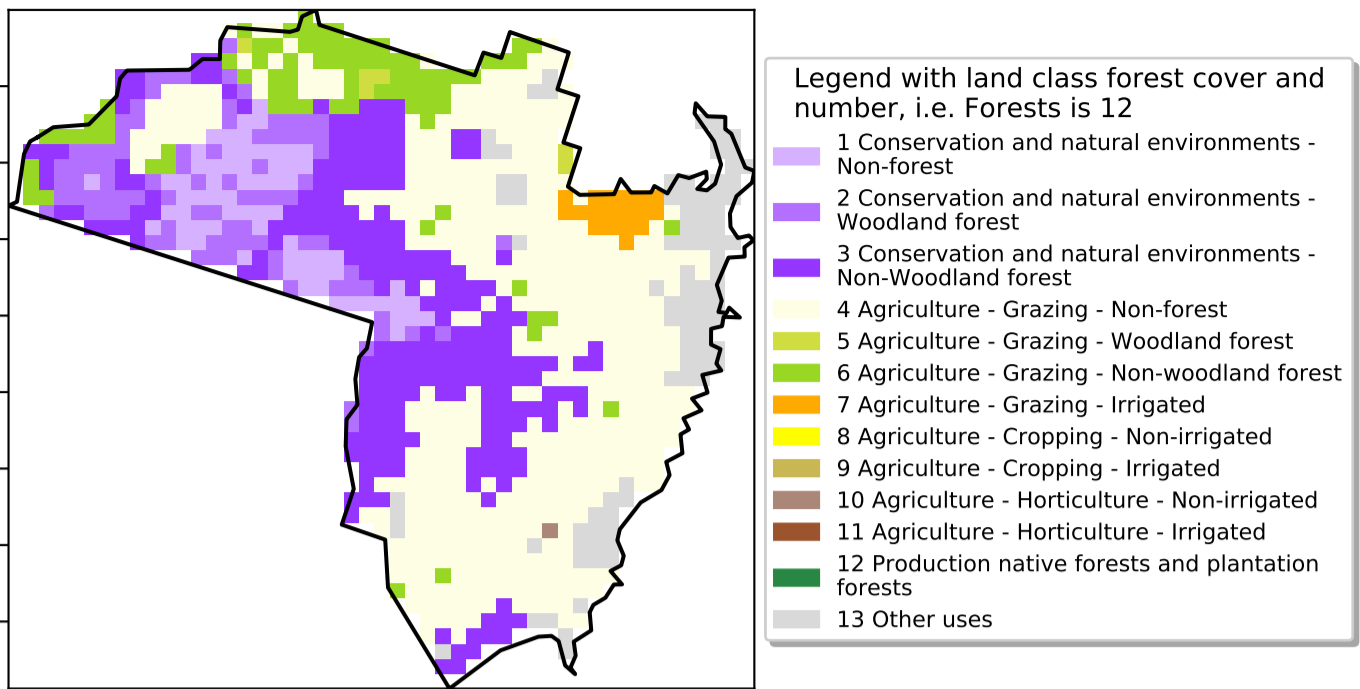 Legend with land class forest cover and
number, i.e. Forests is 12
1 Conservation and natural environments -
Non-forest
2 Conservation and natural environments -
Woodland forest
3 Conservation and natural environments -
Non-Woodland forest
4 Agriculture - Grazing - Non-forest
5 Agriculture - Grazing - Woodland forest
6 Agriculture - Grazing - Non-woodland forest
7 Agriculture - Grazing - Irrigated
8 Agriculture - Cropping - Non-irrigated
9 Agriculture - Cropping - Irrigated
10 Agriculture - Horticulture - Non-irrigated
11 Agriculture - Horticulture - Irrigated
12 Production native forests and plantation
forests
13 Other uses